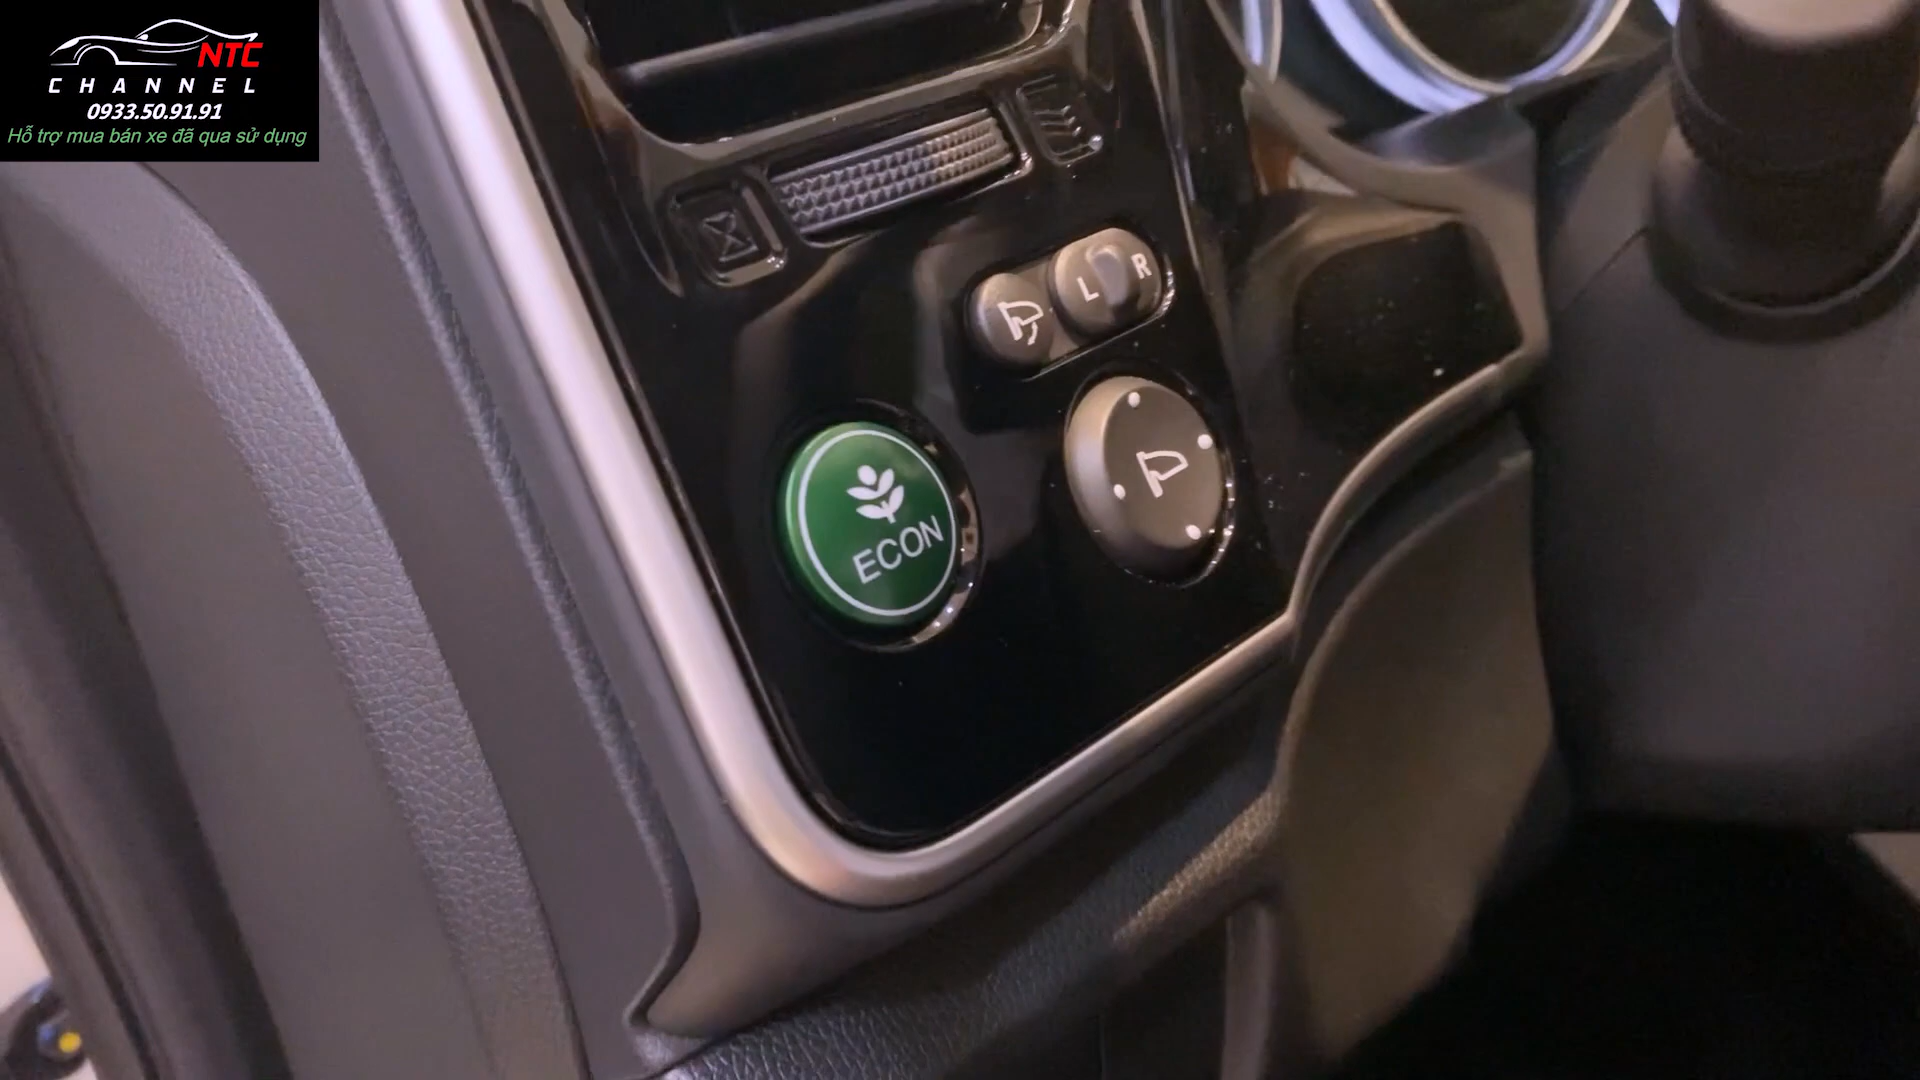 NTC
CHANNEL
0933.50.91.91
Hỗ trợ mua bán xe đã qua sử dụng
L R
ECON